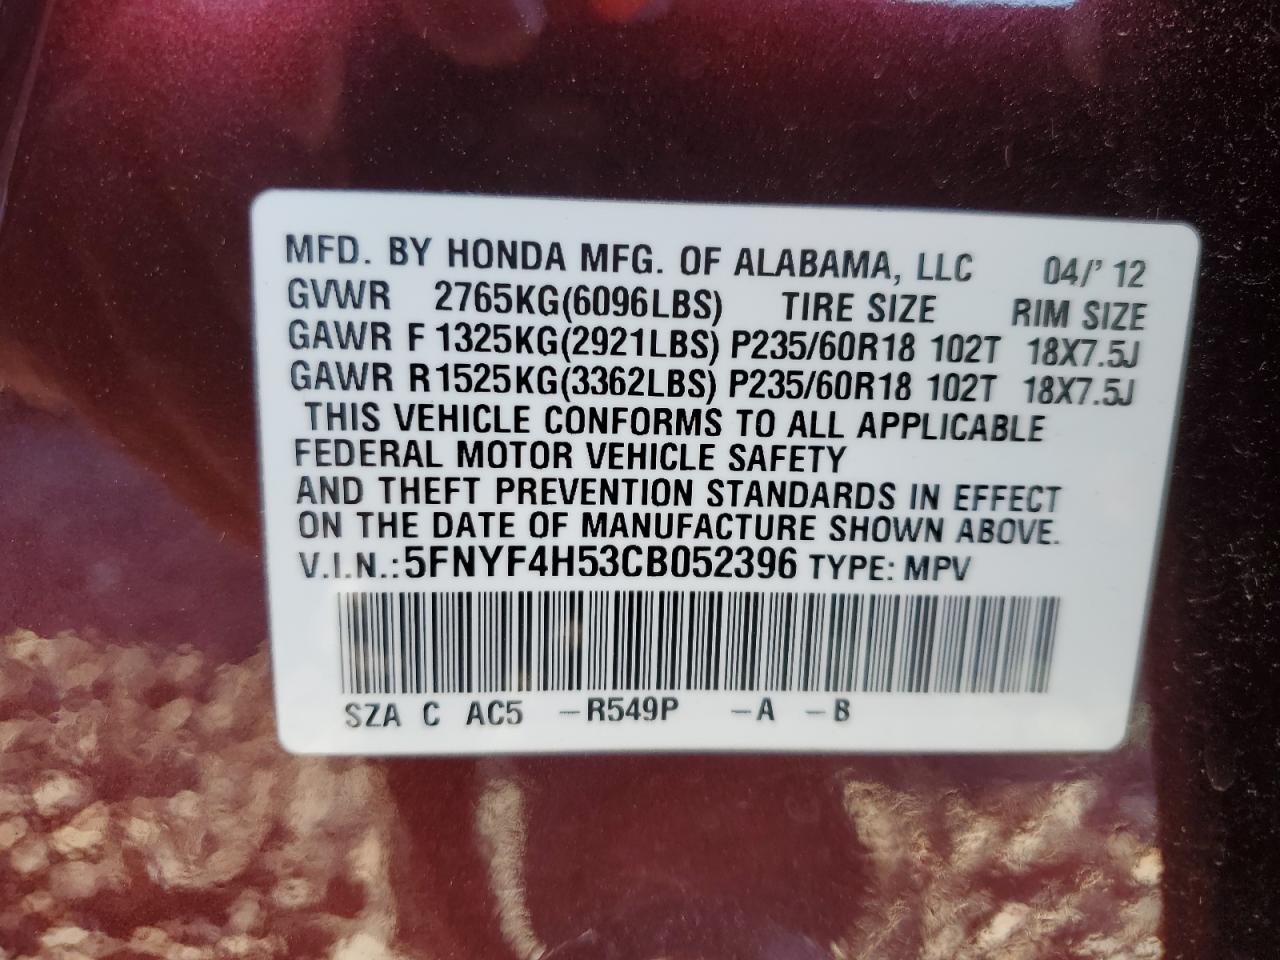 MFD. BY HONDA MFG. OF ALABAMA, LLC 04/' 12
GVWR 2765KG(6096LBS) TIRE SIZE RIM SIZE
GAWR F 1325KG(2921LBS) P235/60R18 102T 18X7.5J
GAWR R1525KG(3362LBS) P235/60R18 102T 18X7.5J
THIS VEHICLE CONFORMS TO ALL APPLICABLE
FEDERAL MOTOR VEHICLE SAFETY
AND THEFT PREVENTION STANDARDS IN EFFECT
ON THE DATE OF MANUFACTURE SHOWN ABOVE.
V.I.N.:5FNYF4H53CB052396 TYPE: MPV
SZA C AC5 -R549P -A -B